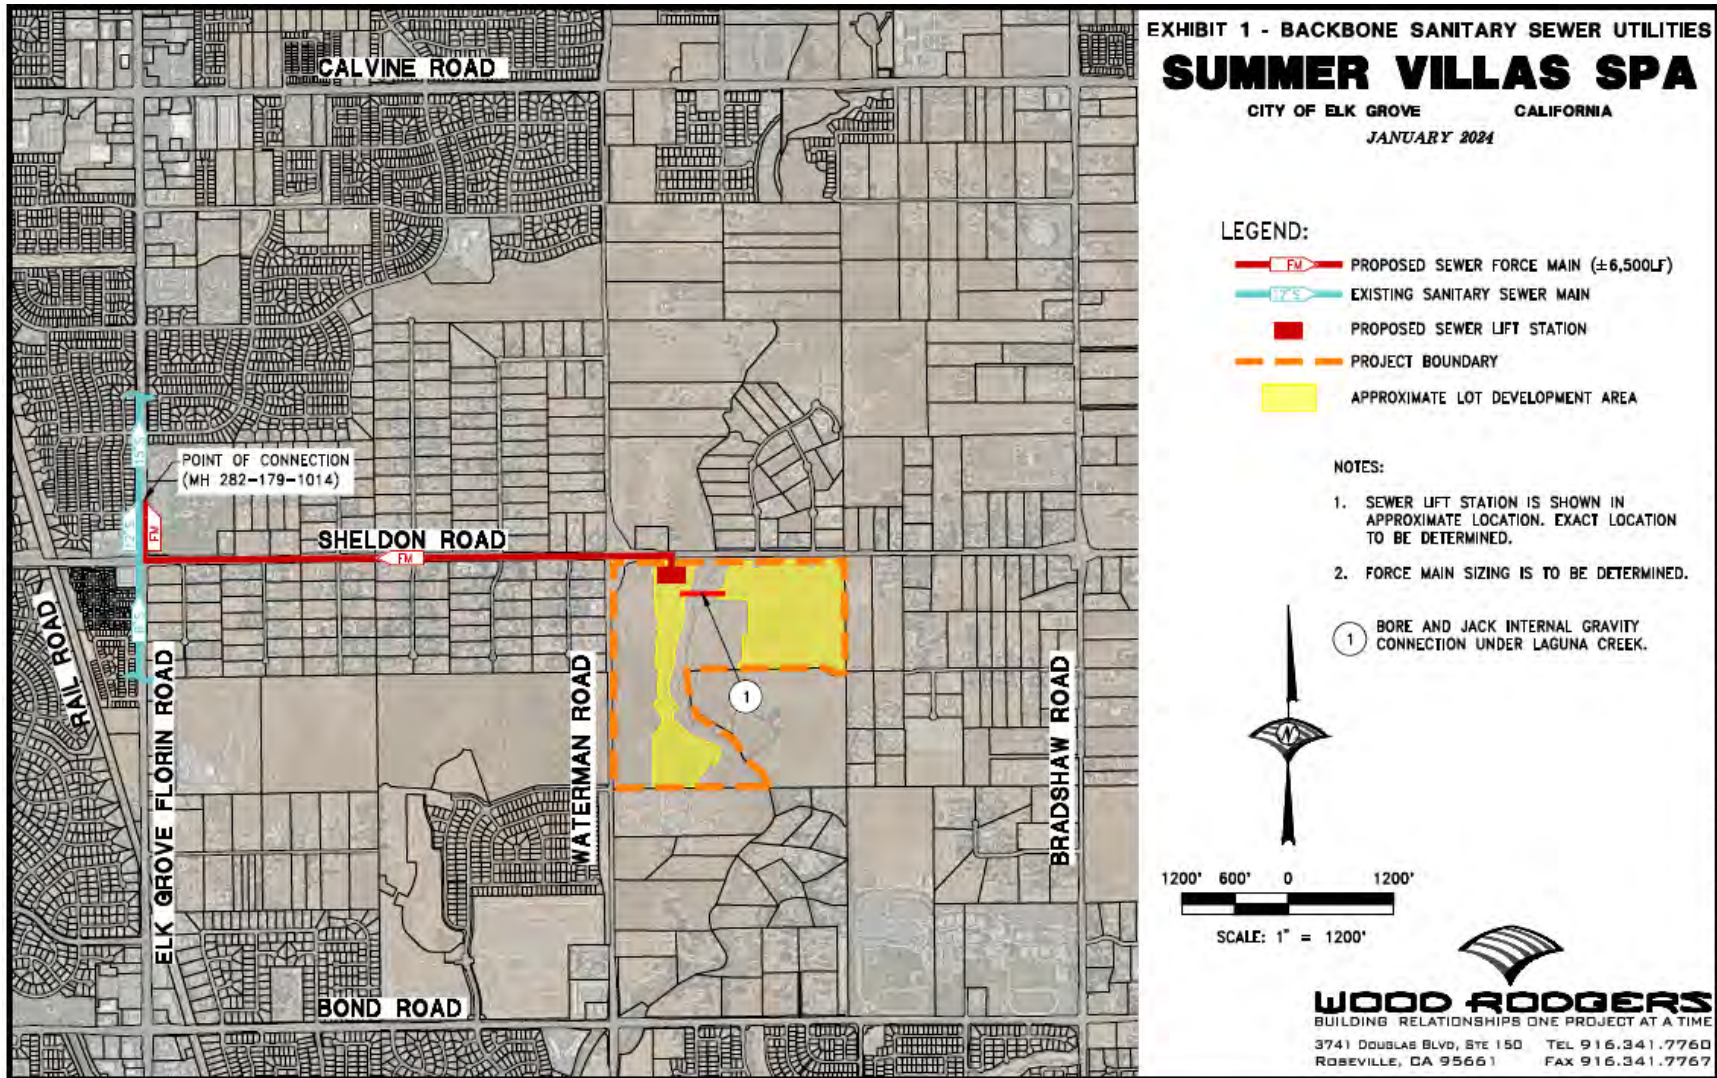 EXHIBIT 1 - BACKBONE SANITARY SEWER UTILITIES
SUMMER VILLAS SPA
CITY OF ELK GROVE CALIFORNIA
JANUARY 2024
LEGEND:
FM PROPOSED SEWER FORCE MAIN (±6,500LF)
12"S EXISTING SANITARY SEWER MAIN
PROPOSED SEWER LIFT STATION
PROJECT BOUNDARY
APPROXIMATE LOT DEVELOPMENT AREA
NOTES:
1. SEWER LIFT STATION IS SHOWN IN
APPROXIMATE LOCATION. EXACT LOCATION
TO BE DETERMINED.
2. FORCE MAIN SIZING IS TO BE DETERMINED.
1 BORE AND JACK INTERNAL GRAVITY
CONNECTION UNDER LAGUNA CREEK.
N
1200' 600' 0 1200'
SCALE: 1" = 1200'
WOOD RODGERS
BUILDING RELATIONSHIPS ONE PROJECT AT A TIME
3741 DOUGLAS BLVD, STE 150 TEL 916.341.7760
ROSEVILLE, CA 95661 FAX 916.341.7767
CALVINE ROAD
15"S
POINT OF CONNECTION
(MH 282-179-1014)
12"S
FM
SHELDON ROAD
FM
8"S
RAIL ROAD
ELK GROVE FLORIN ROAD
WATERMAN ROAD
1
BRADSHAW ROAD
BOND ROAD